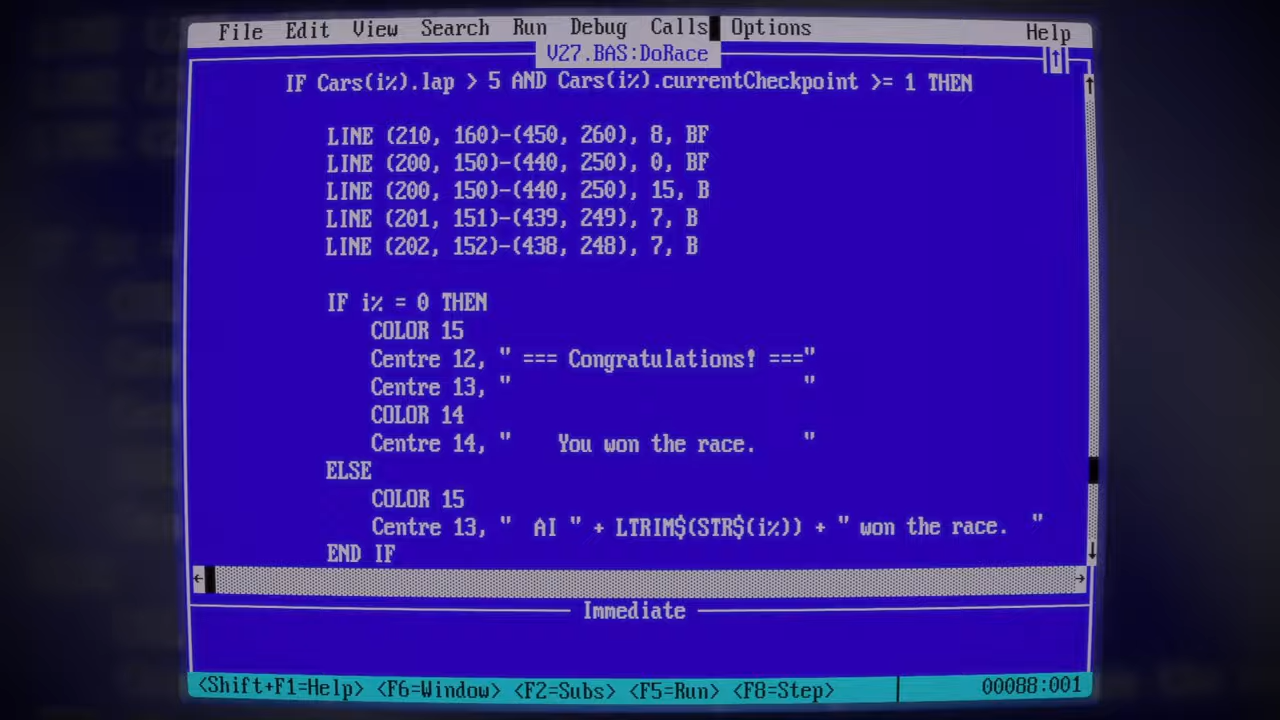 File Edit View Search Run Debug Calls Options Help
V27.BAS:DoRace
IF Cars(i%).lap > 5 AND Cars(i%).currentCheckpoint >= 1 THEN
LINE (210, 160)-(450, 260), 8, BF
LINE (200, 150)-(440, 250), 0, BF
LINE (200, 150)-(440, 250), 15, B
LINE (201, 151)-(439, 249), 7, B
LINE (202, 152)-(438, 248), 7, B
IF i% = 0 THEN
COLOR 15
Centre 12, " === Congratulations! ==="
Centre 13, "                         "
COLOR 14
Centre 14, "    You won the race.    "
ELSE
COLOR 15
Centre 13, "  AI " + LTRIM$(STR$(i%)) + " won the race.  "
END IF
Immediate
<Shift+F1=Help> <F6=Window> <F2=Subs> <F5=Run> <F8=Step> 00088:001